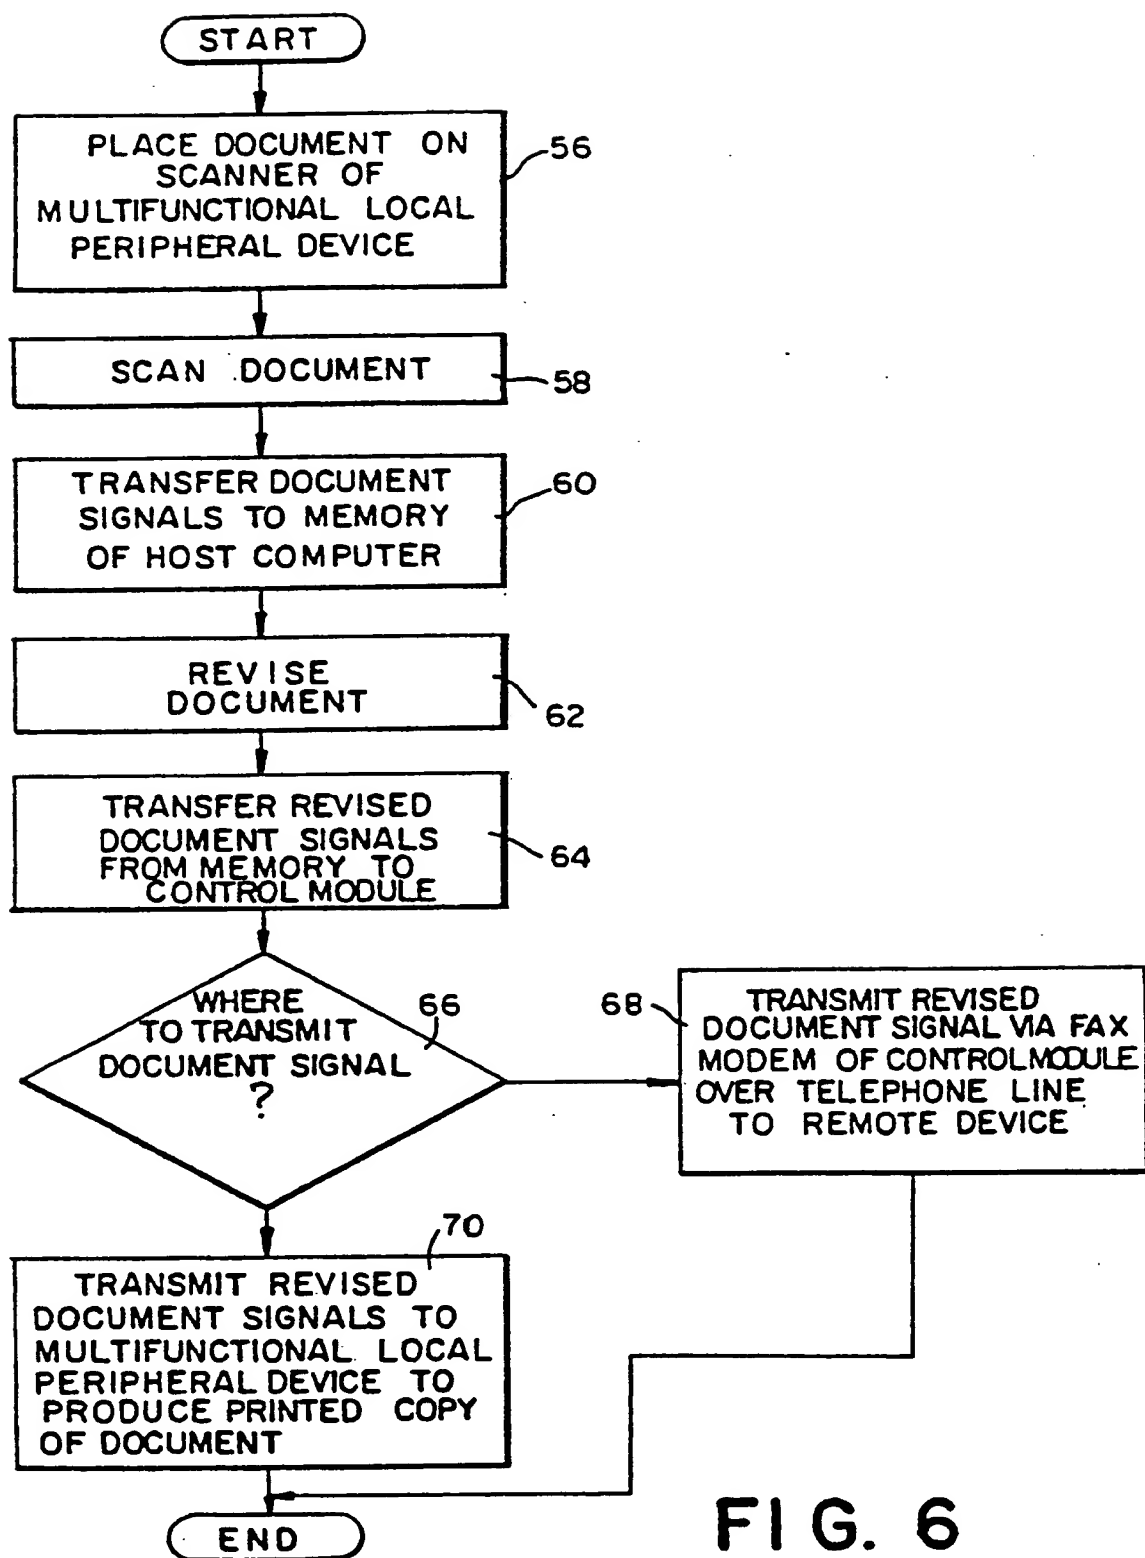 START
PLACE DOCUMENT ON
SCANNER OF
MULTIFUNCTIONAL LOCAL
PERIPHERAL DEVICE
56
SCAN DOCUMENT
58
TRANSFER DOCUMENT
SIGNALS TO MEMORY
OF HOST COMPUTER
60
REVISE
DOCUMENT
62
TRANSFER REVISED
DOCUMENT SIGNALS
FROM MEMORY TO
CONTROL MODULE
64
WHERE
TO TRANSMIT
DOCUMENT SIGNAL
?
66
68
TRANSMIT REVISED
DOCUMENT SIGNAL VIA FAX
MODEM OF CONTROL MODULE
OVER TELEPHONE LINE
TO REMOTE DEVICE
70
TRANSMIT REVISED
DOCUMENT SIGNALS TO
MULTIFUNCTIONAL LOCAL
PERIPHERAL DEVICE TO
PRODUCE PRINTED COPY
OF DOCUMENT
END
FIG. 6